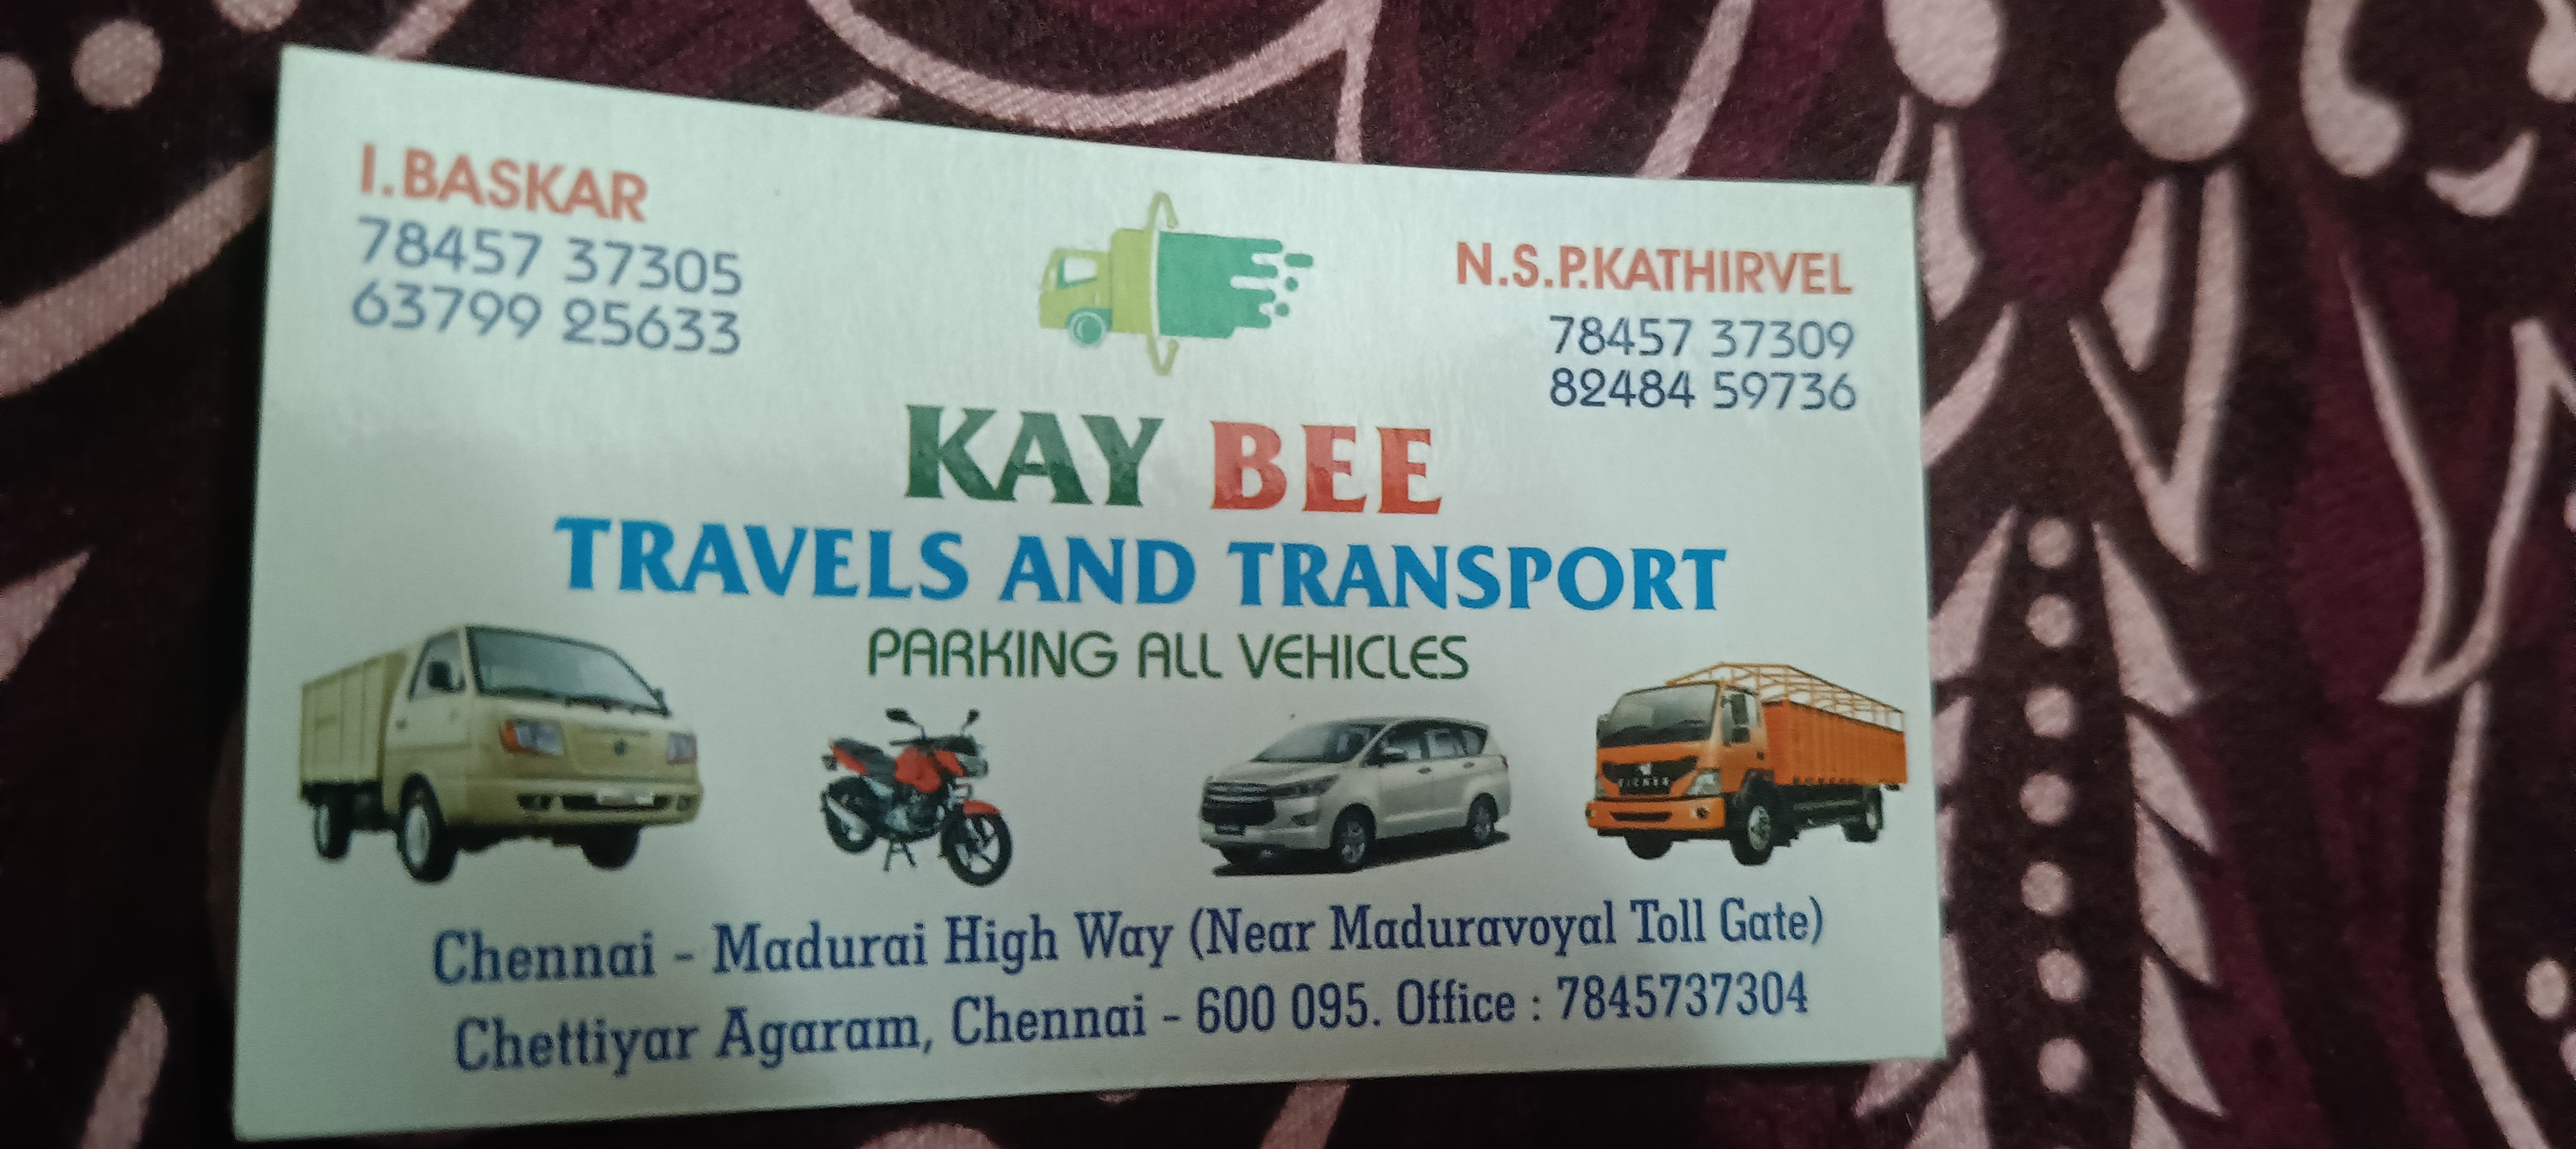 I.BASKAR
78457 37305
63799 25633
N.S.P.KATHIRVEL
78457 37309
82484 59736
KAY BEE
TRAVELS AND TRANSPORT
PARKING ALL VEHICLES
EICHER
Chennai - Madurai High Way (Near Maduravoyal Toll Gate)
Chettiyar Agaram, Chennai - 600 095. Office : 7845737304